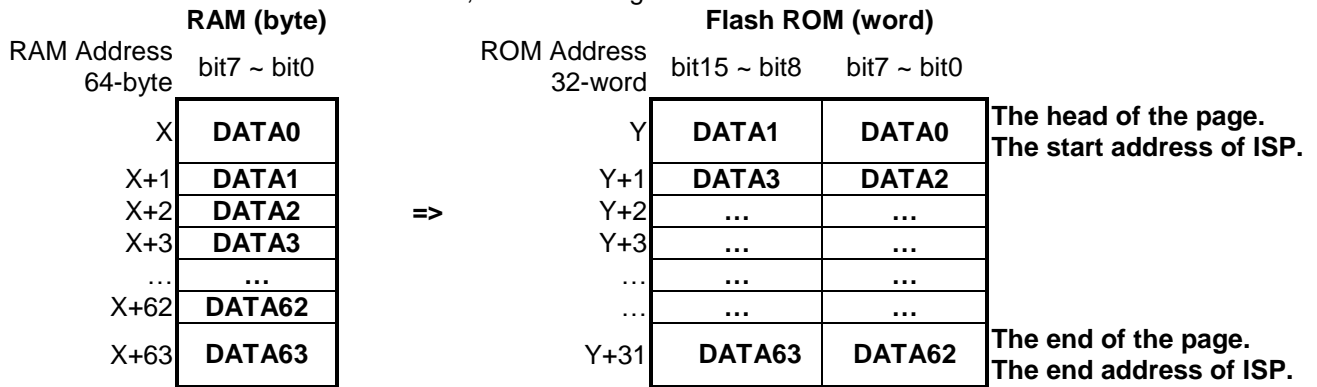 RAM (byte) Flash ROM (word)
RAM Address 64-byte bit7 ~ bit0 ROM Address 32-word bit15 ~ bit8 bit7 ~ bit0
X DATA0 Y DATA1 DATA0 The head of the page. The start address of ISP.
X+1 DATA1 Y+1 DATA3 DATA2
X+2 DATA2 => Y+2 ... ...
X+3 DATA3 Y+3 ... ...
... ... ... ... ...
X+62 DATA62 ... ... ...
X+63 DATA63 Y+31 DATA63 DATA62 The end of the page. The end address of ISP.